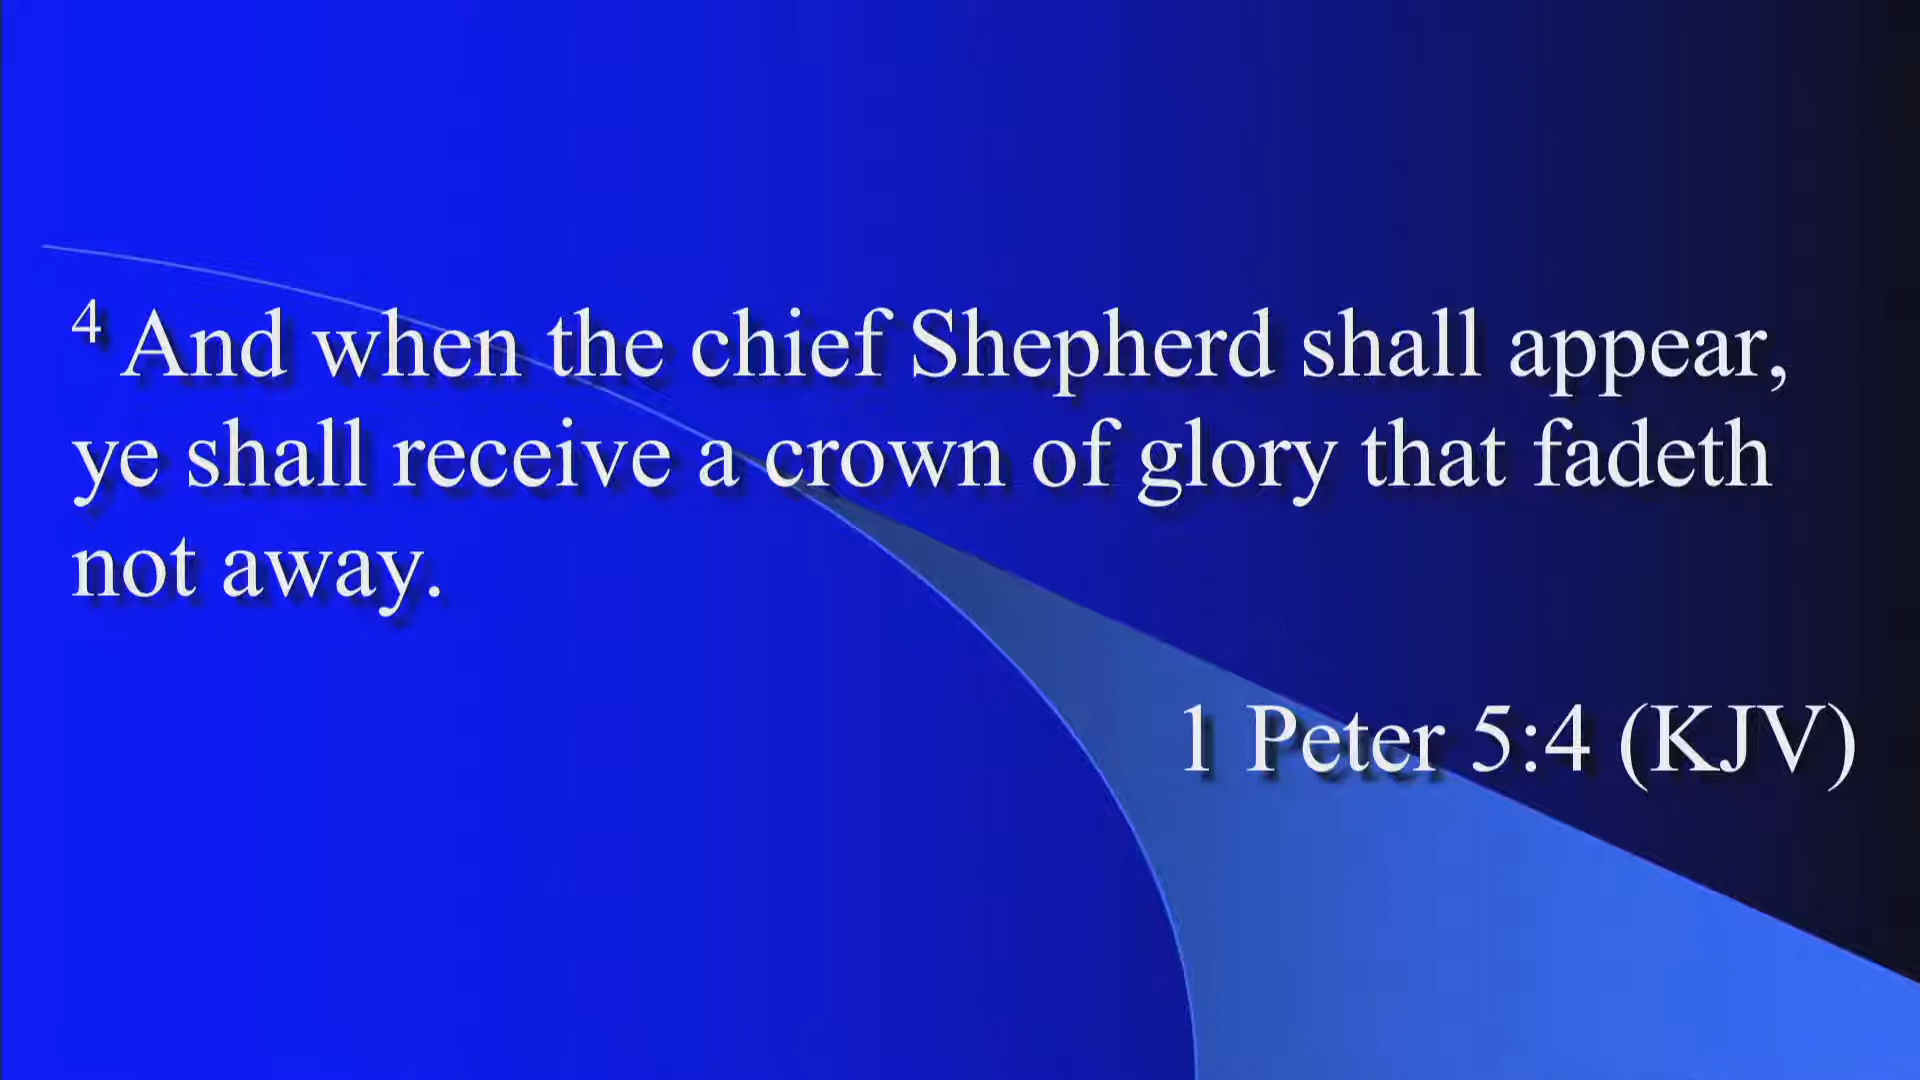 ⁴ And when the chief Shepherd shall appear,
ye shall receive a crown of glory that fadeth
not away.
1 Peter 5:4 (KJV)